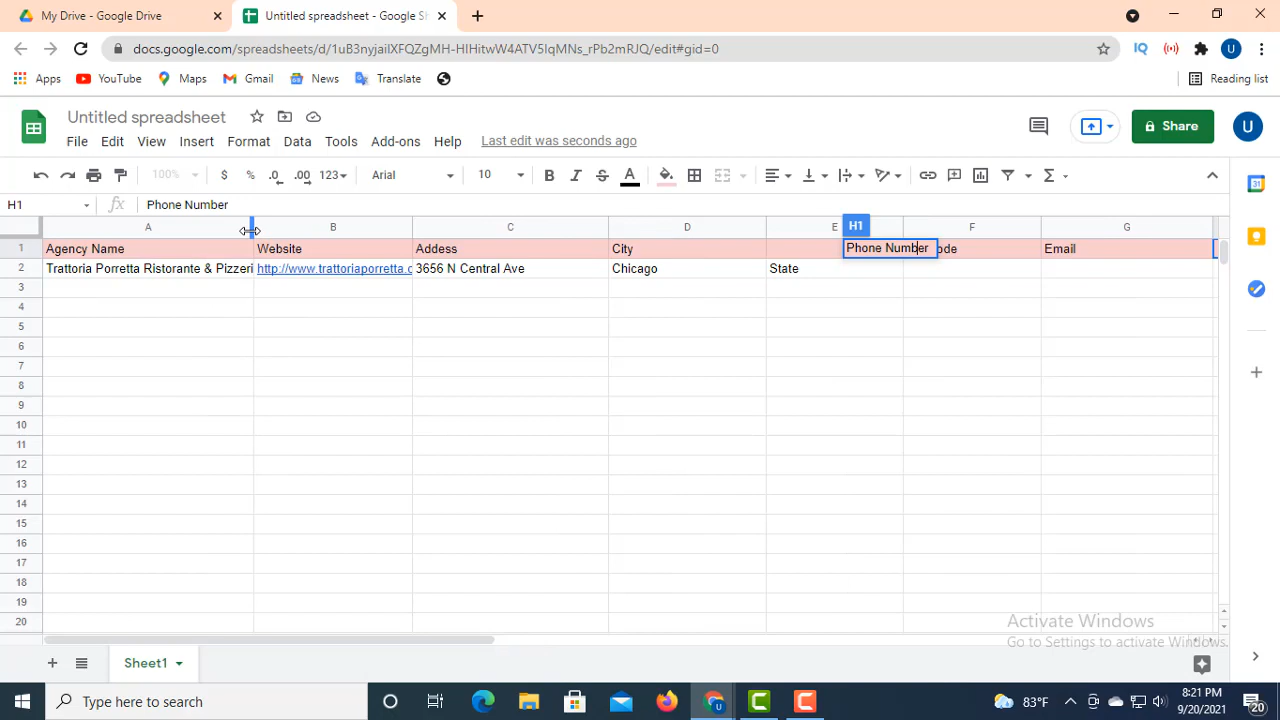 My Drive - Google Drive
Untitled spreadsheet - Google Sh
docs.google.com/spreadsheets/d/1uB3nyjaiIXFQZgMH-HIHitwW4ATV5IqMNs_rPb2mRJQ/edit#gid=0
IQ
U
Apps
YouTube
Maps
Gmail
News
Translate
Reading list
Untitled spreadsheet
File Edit View Insert Format Data Tools Add-ons Help Last edit was seconds ago
Share
U
100% $ % .0 .00 123 Arial 10 B I S A
H1 fx Phone Number
A B C D E F G
H1
1 Agency Name Website Addess City Phone Number ode Email
2 Trattoria Porretta Ristorante & Pizzeri http://www.trattoriaporretta.c 3656 N Central Ave Chicago State
3
4
5
6
7
8
9
10
11
12
13
14
15
16
17
18
19
20
31
Activate Windows
Go to Settings to activate Windows.
Sheet1
Type here to search
U
83°F
8:21 PM
9/20/2021
20